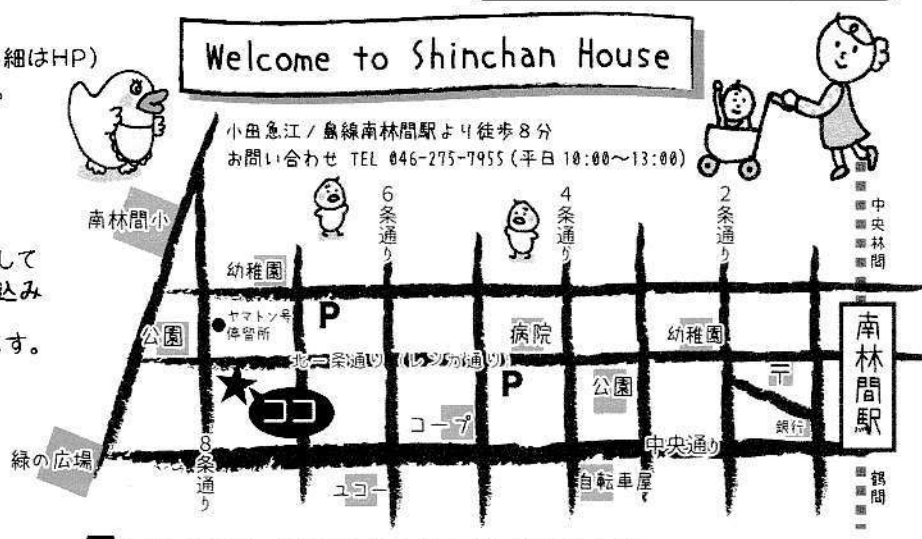 Welcome to Shinchan House
細はHP)
小田急江ノ島線南林間駅より徒歩8分
お問い合わせ TEL 046-275-7955(平日10:00〜13:00)
6条通り
4条通り
2条通り
中央林間
南林間小
して
込み
す。
幼稚園
ヤマトン号
停留所
P
病院
幼稚園
南林間駅
公園
北一条通り(レンガ通り)
〒
P
公園
ココ
コープ
銀行
中央通り
緑の広場
8条通り
ユコー
自転車屋
鶴間